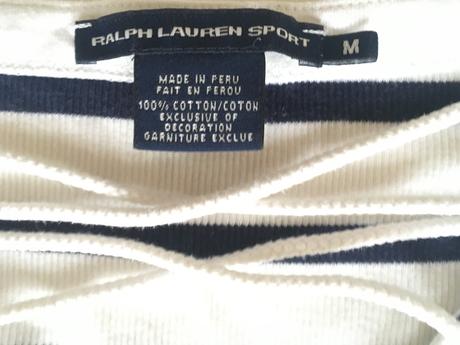 RALPH LAUREN SPORT
M
MADE IN PERU
FAIT EN PEROU
100% COTTON/COTON
EXCLUSIVE OF
DECORATION
GARNITURE EXCLUE